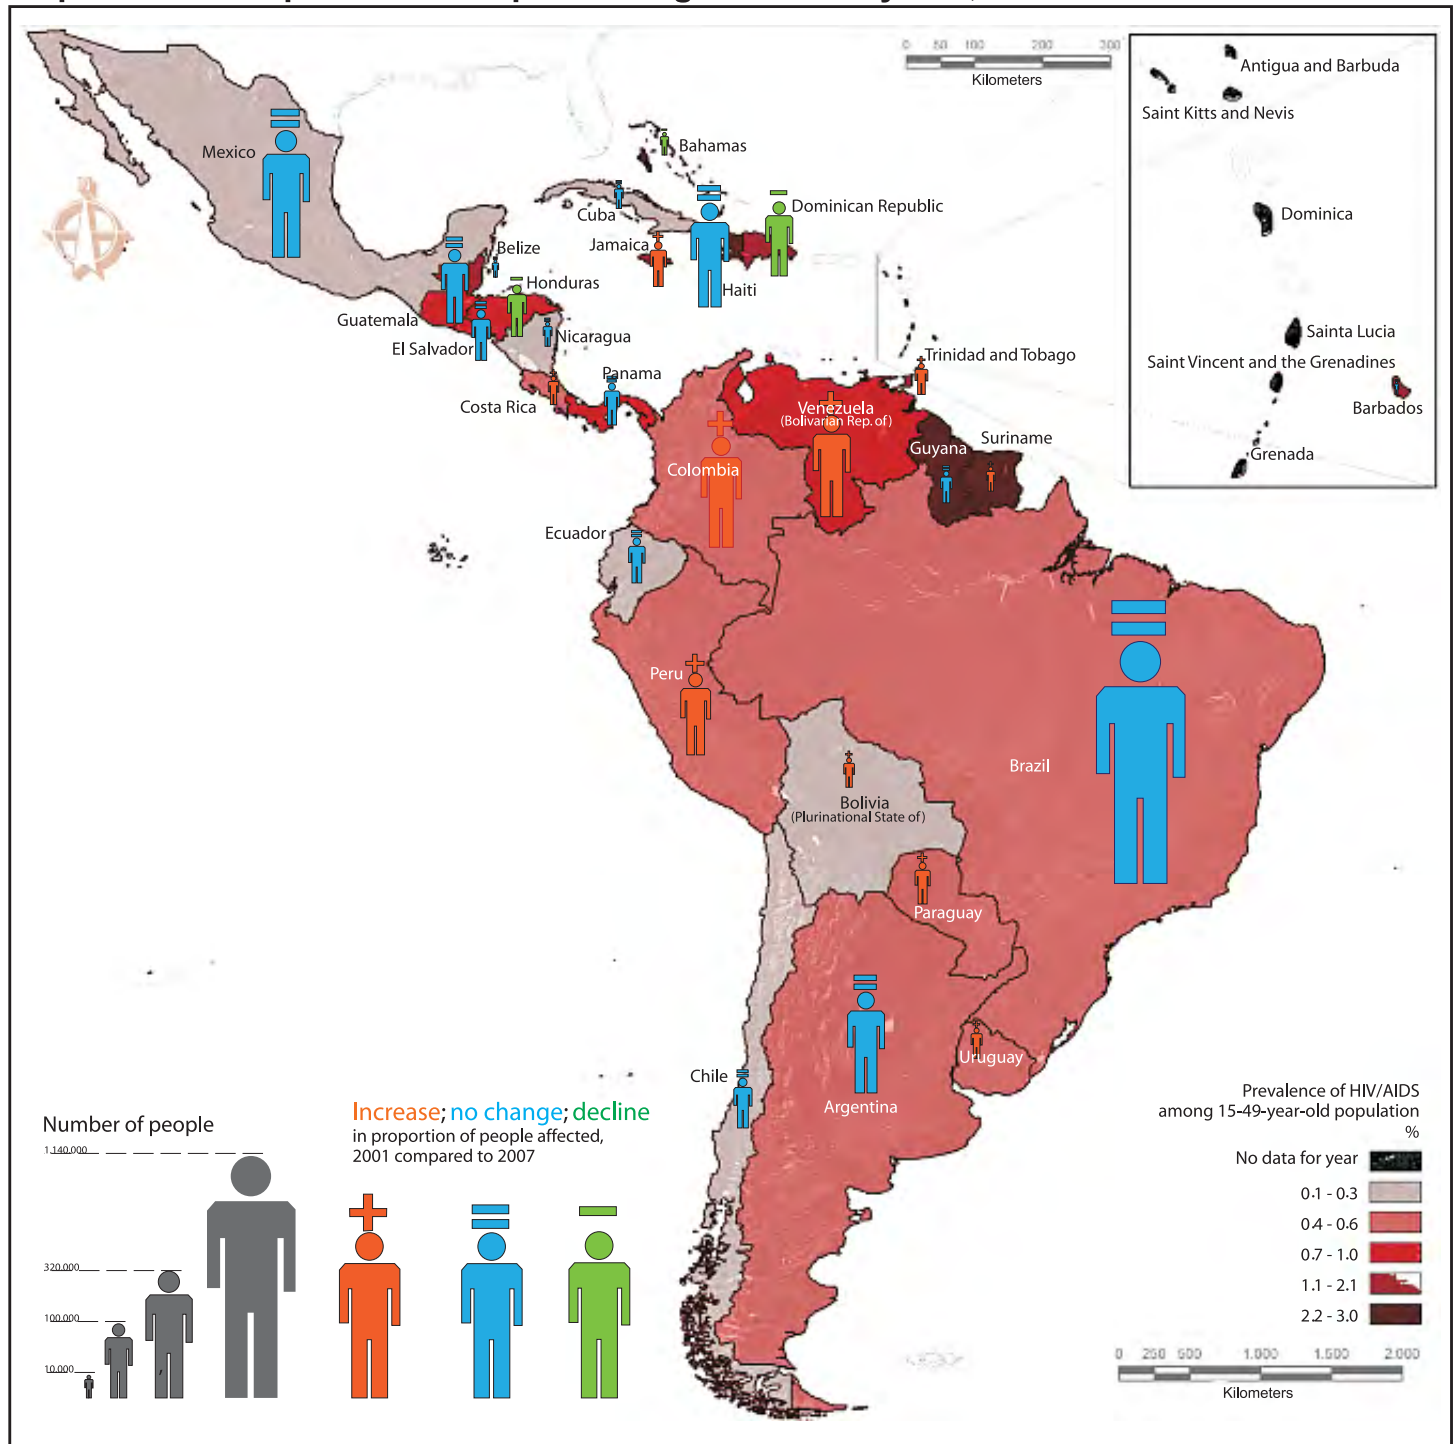 0 50 100 200 300
Kilometers
Antigua and Barbuda
Saint Kitts and Nevis
Dominica
Sainta Lucia
Saint Vincent and the Grenadines
Barbados
Grenada
Mexico
Bahamas
Cuba
Dominican Republic
Jamaica
Haiti
Belize
Honduras
Guatemala
El Salvador
Nicaragua
Panama
Costa Rica
Trinidad and Tobago
Venezuela
(Bolivarian Rep. of)
Guyana
Suriname
Colombia
Ecuador
Peru
Brazil
Bolivia
(Plurinational State of)
Paraguay
Uruguay
Chile
Argentina
Number of people
1.140.000
320.000
100.000
10.000
Increase; no change; decline
in proportion of people affected,
2001 compared to 2007
Prevalence of HIV/AIDS
among 15-49-year-old population
%
No data for year
0.1 - 0.3
0.4 - 0.6
0.7 - 1.0
1.1 - 2.1
2.2 - 3.0
0 250 500 1.000 1.500 2.000
Kilometers